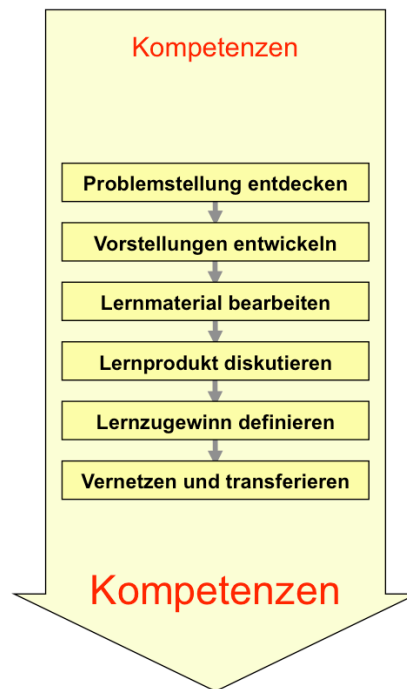 Kompetenzen
Problemstellung entdecken
Vorstellungen entwickeln
Lernmaterial bearbeiten
Lernprodukt diskutieren
Lernzugewinn definieren
Vernetzen und transferieren
Kompetenzen